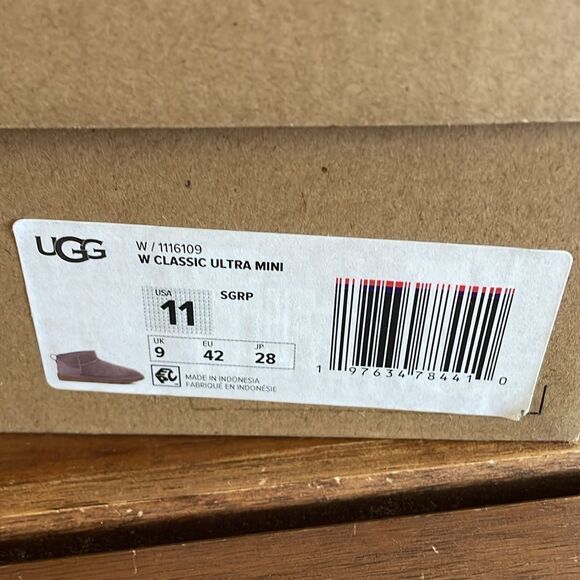 UGG
W / 1116109
W CLASSIC ULTRA MINI
USA
11
SGRP
UK
9
EU
42
JP
28
MADE IN INDONESIA
FABRIQUÉ EN INDONÉSIE
1 97634 78441 0